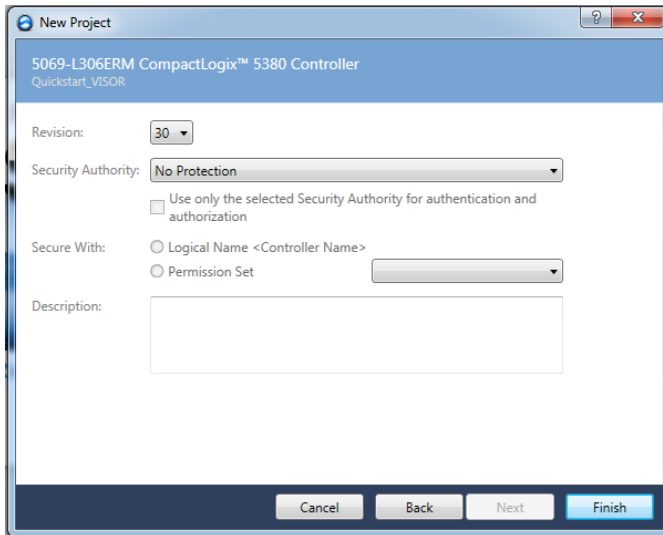 New Project
?
5069-L306ERM CompactLogix™ 5380 Controller
Quickstart_VISOR
Revision:
30
Security Authority:
No Protection
Use only the selected Security Authority for authentication and
authorization
Secure With:
Logical Name <Controller Name>
Permission Set
Description:
Cancel
Back
Next
Finish